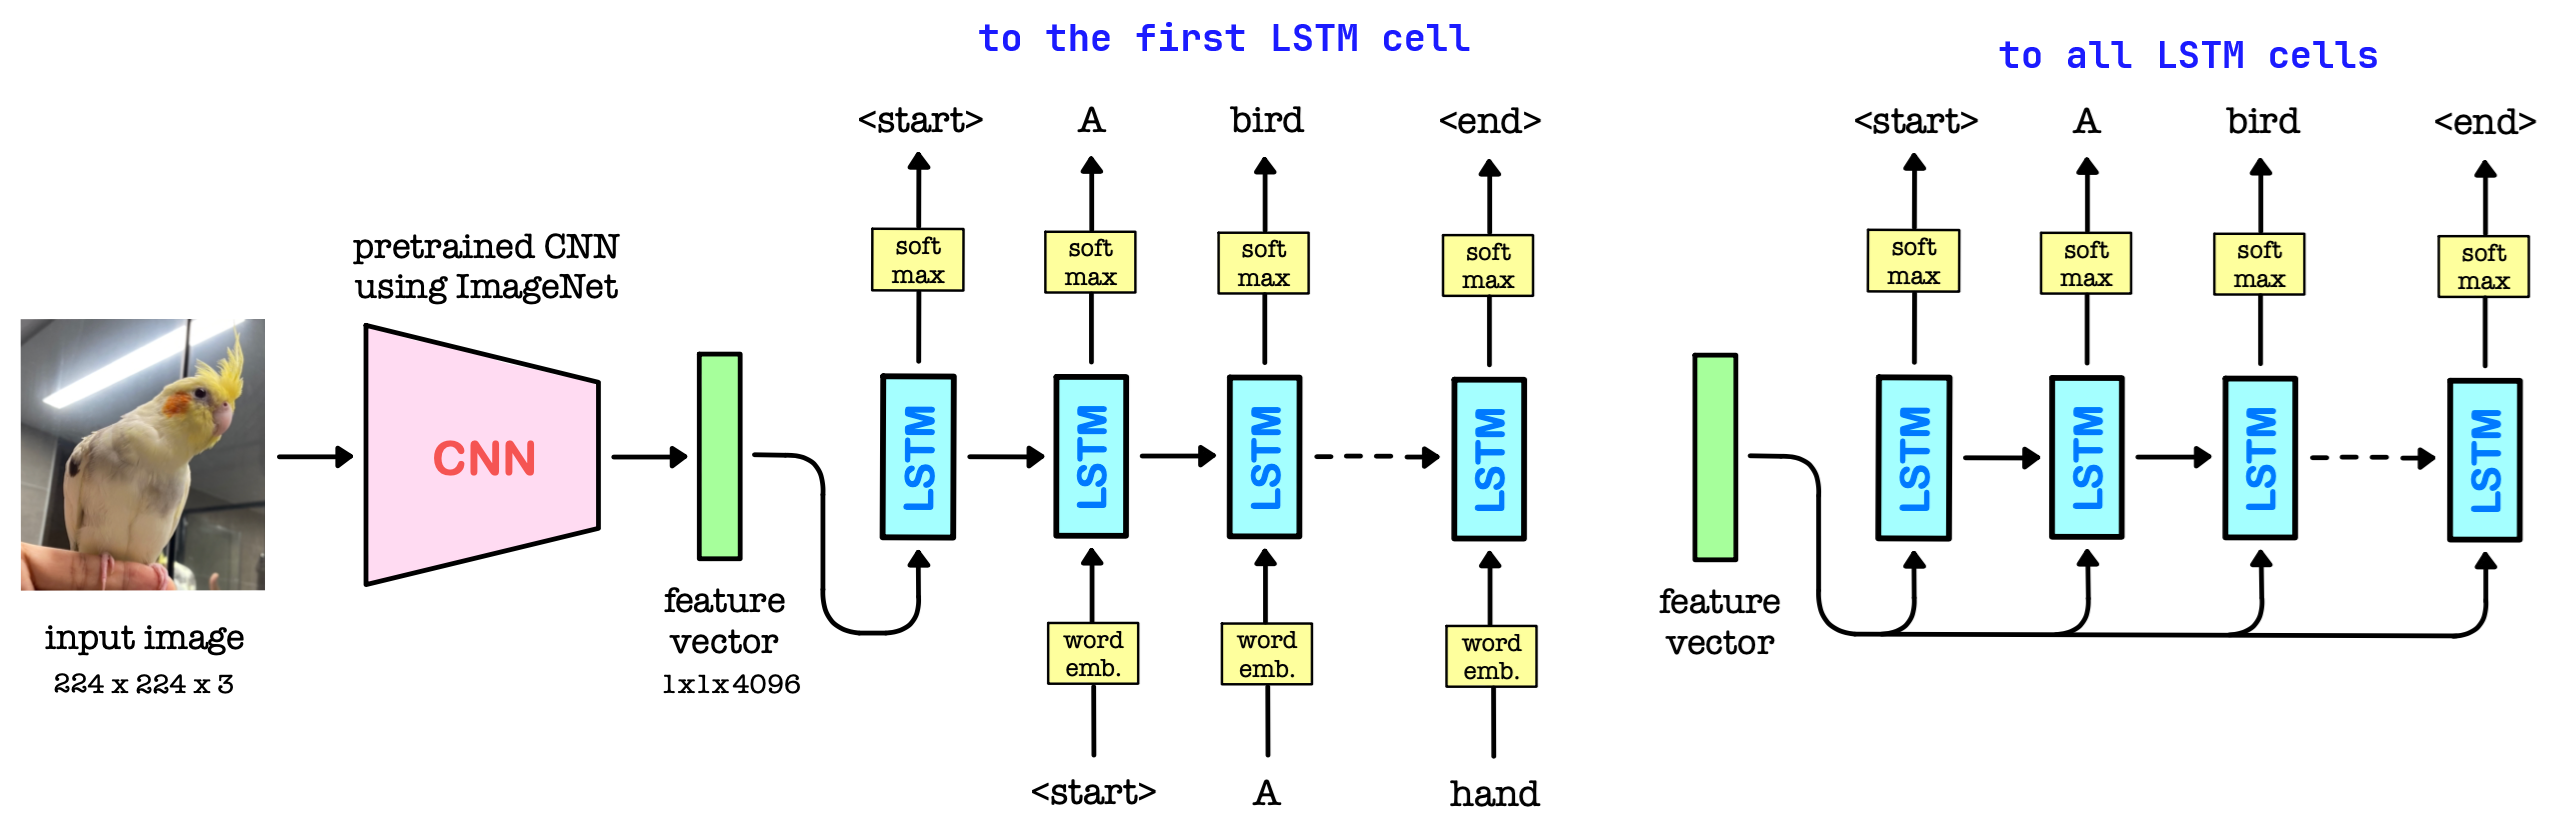 to the first LSTM cell
<start> A bird <end>
soft max
soft max
soft max
soft max
pretrained CNN
using ImageNet
CNN
LSTM
LSTM
LSTM
LSTM
input image
224 x 224 x 3
feature
vector
1x1x4096
word emb.
word emb.
word emb.
<start> A hand
to all LSTM cells
<start> A bird <end>
soft max
soft max
soft max
soft max
LSTM
LSTM
LSTM
LSTM
feature
vector